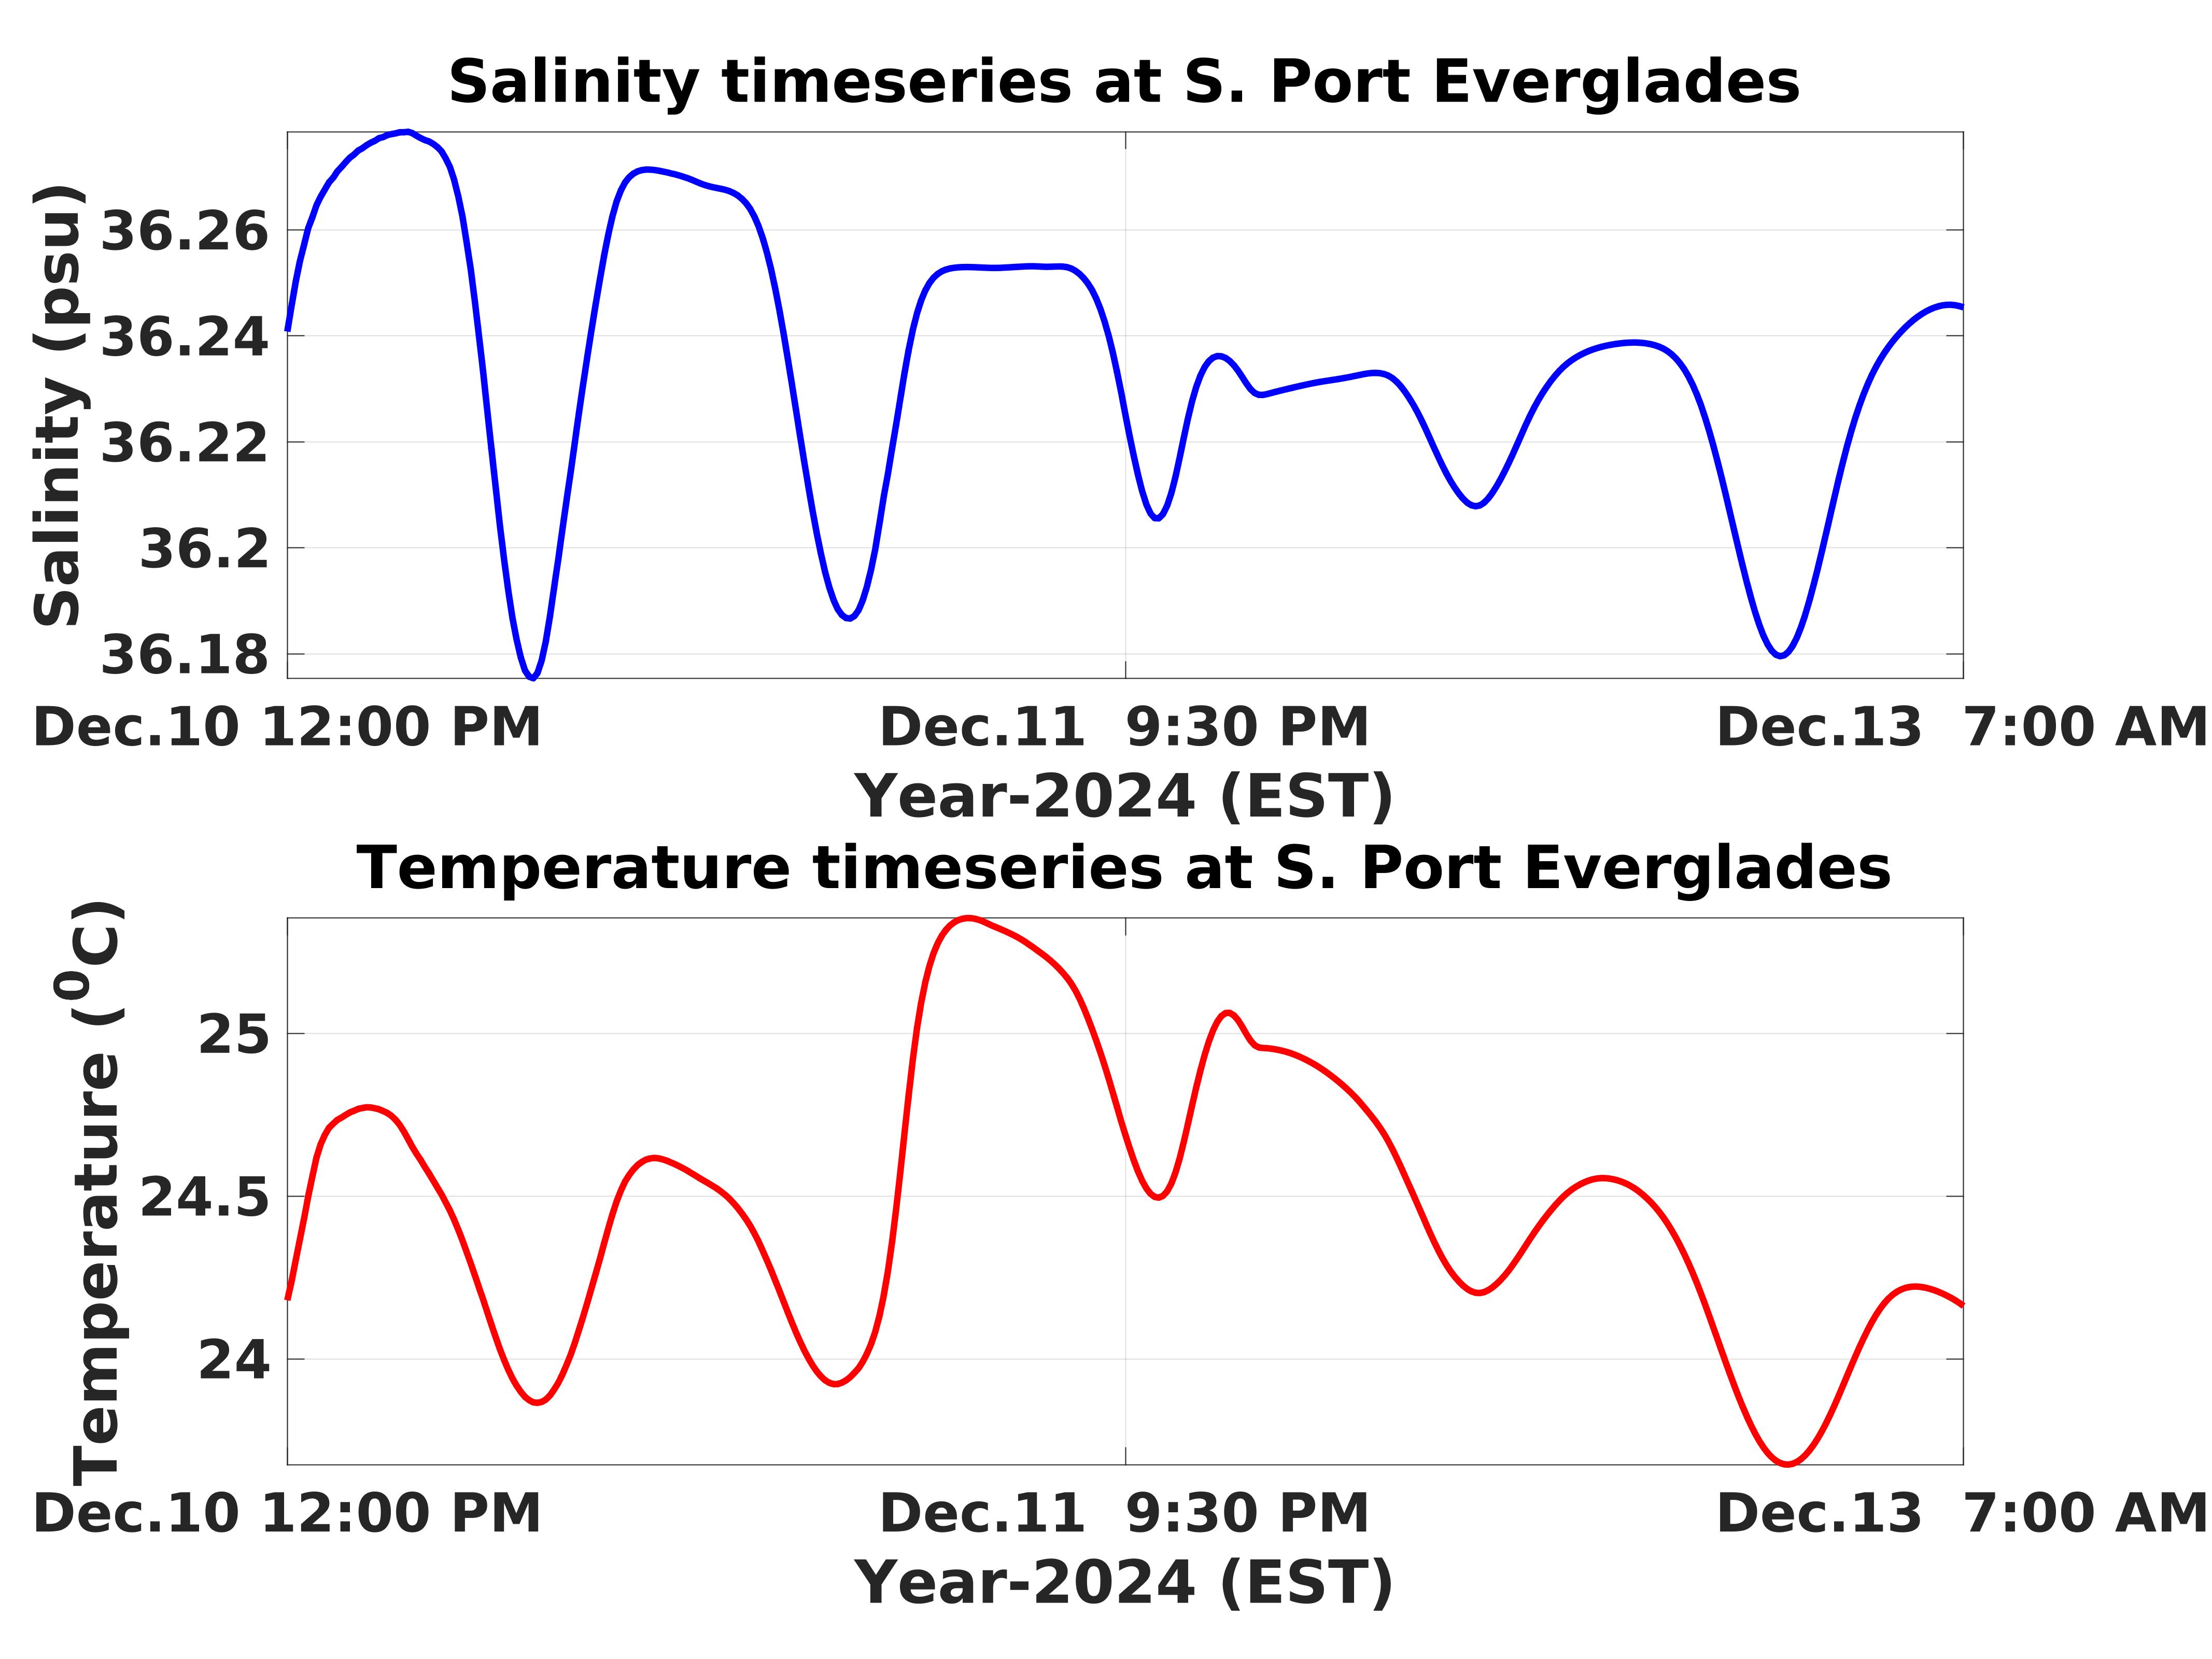 Salinity timeseries at S. Port Everglades
Salinity (psu)
36.26
36.24
36.22
36.2
36.18
Dec.10 12:00 PM
Dec.11 9:30 PM
Dec.13 7:00 AM
Year-2024 (EST)
Temperature timeseries at S. Port Everglades
Temperature (⁰C)
25
24.5
24
Dec.10 12:00 PM
Dec.11 9:30 PM
Dec.13 7:00 AM
Year-2024 (EST)